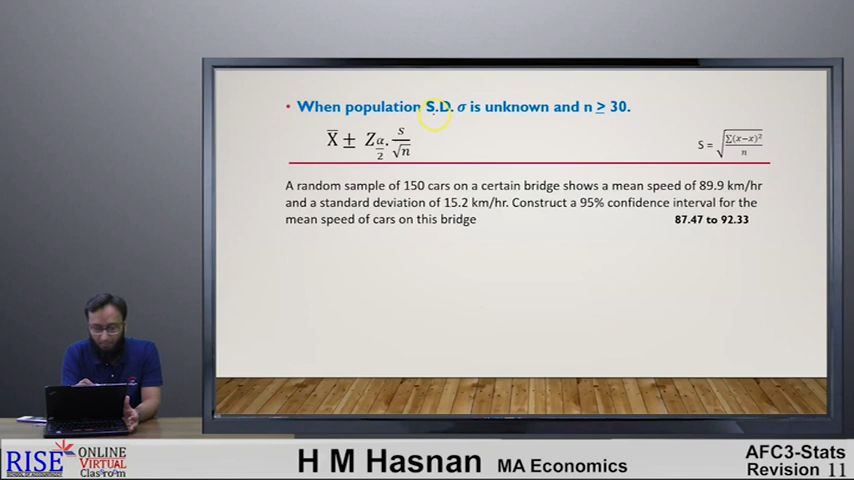 • When population S.D. σ is unknown and n ≥ 30.
X̅ ± Zα/2 . s/√n
S = √Σ(x−x)²/n
A random sample of 150 cars on a certain bridge shows a mean speed of 89.9 km/hr
and a standard deviation of 15.2 km/hr. Construct a 95% confidence interval for the
mean speed of cars on this bridge
87.47 to 92.33
RISE
SCHOOL OF ACCOUNTANCY
ONLINE
VIRTUAL
Classroom
H M Hasnan MA Economics
AFC3-Stats
Revision 11